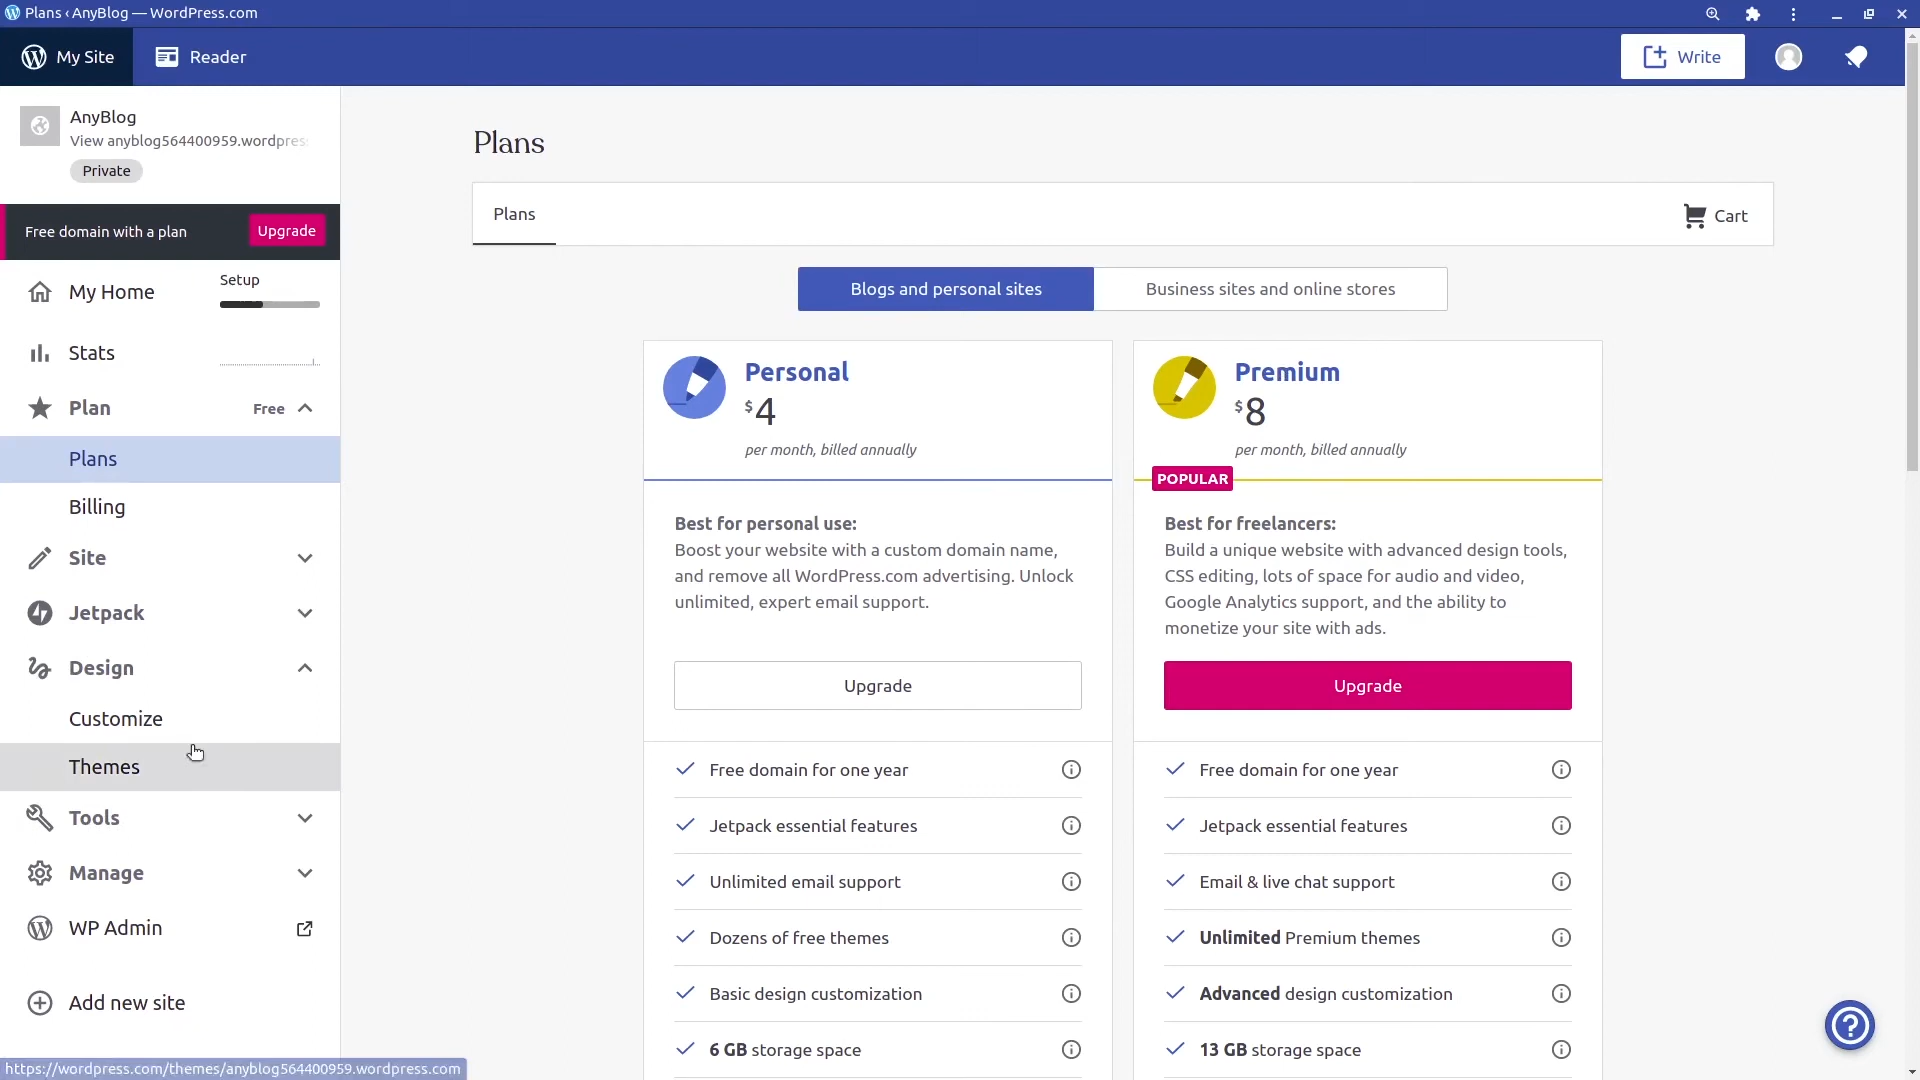 Plans ‹ AnyBlog — WordPress.com
My Site
Reader
Write
AnyBlog
View anyblog564400959.wordpres
Private
Free domain with a plan
Upgrade
My Home
Setup
Stats
Plan
Free
Plans
Billing
Site
Jetpack
Design
Customize
Themes
Tools
Manage
WP Admin
Add new site
https://wordpress.com/themes/anyblog564400959.wordpress.com
Plans
Plans
Cart
Blogs and personal sites
Business sites and online stores
Personal
$4
per month, billed annually
Best for personal use:
Boost your website with a custom domain name,
and remove all WordPress.com advertising. Unlock
unlimited, expert email support.
Upgrade
Free domain for one year
Jetpack essential features
Unlimited email support
Dozens of free themes
Basic design customization
6 GB storage space
Premium
$8
per month, billed annually
POPULAR
Best for freelancers:
Build a unique website with advanced design tools,
CSS editing, lots of space for audio and video,
Google Analytics support, and the ability to
monetize your site with ads.
Upgrade
Free domain for one year
Jetpack essential features
Email & live chat support
Unlimited Premium themes
Advanced design customization
13 GB storage space